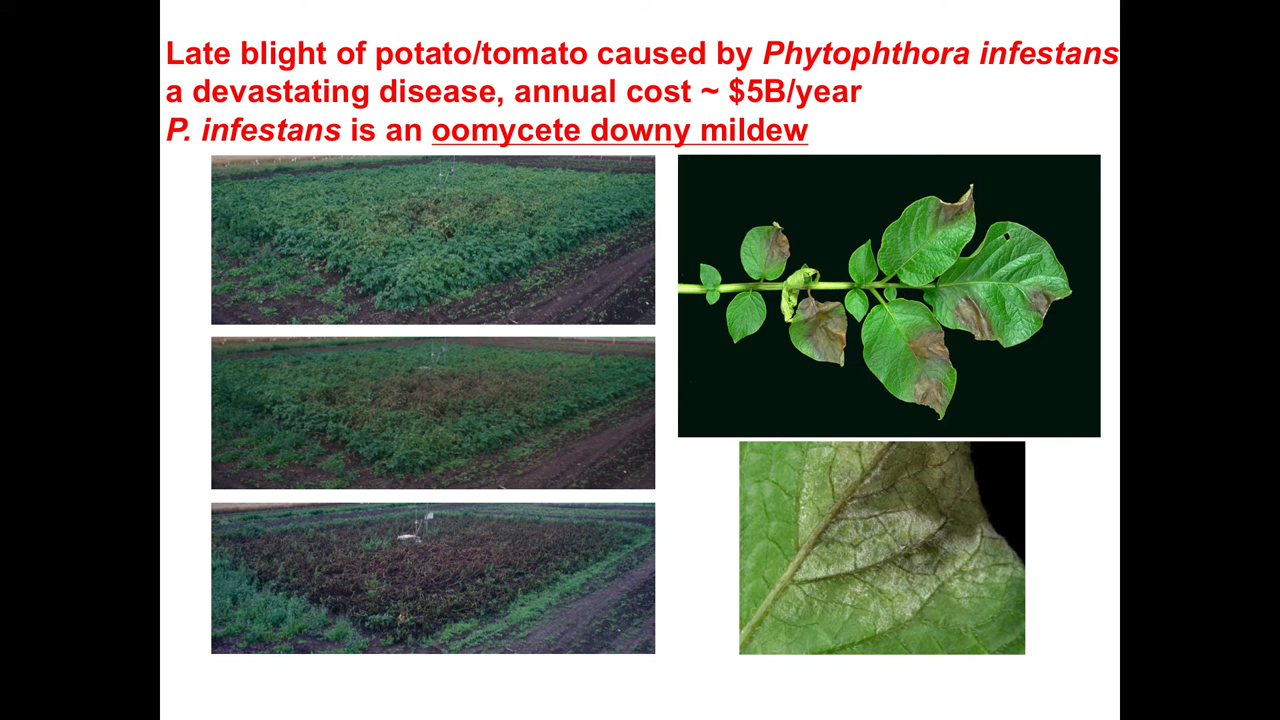 Late blight of potato/tomato caused by Phytophthora infestans
a devastating disease, annual cost ~ $5B/year
P. infestans is an oomycete downy mildew